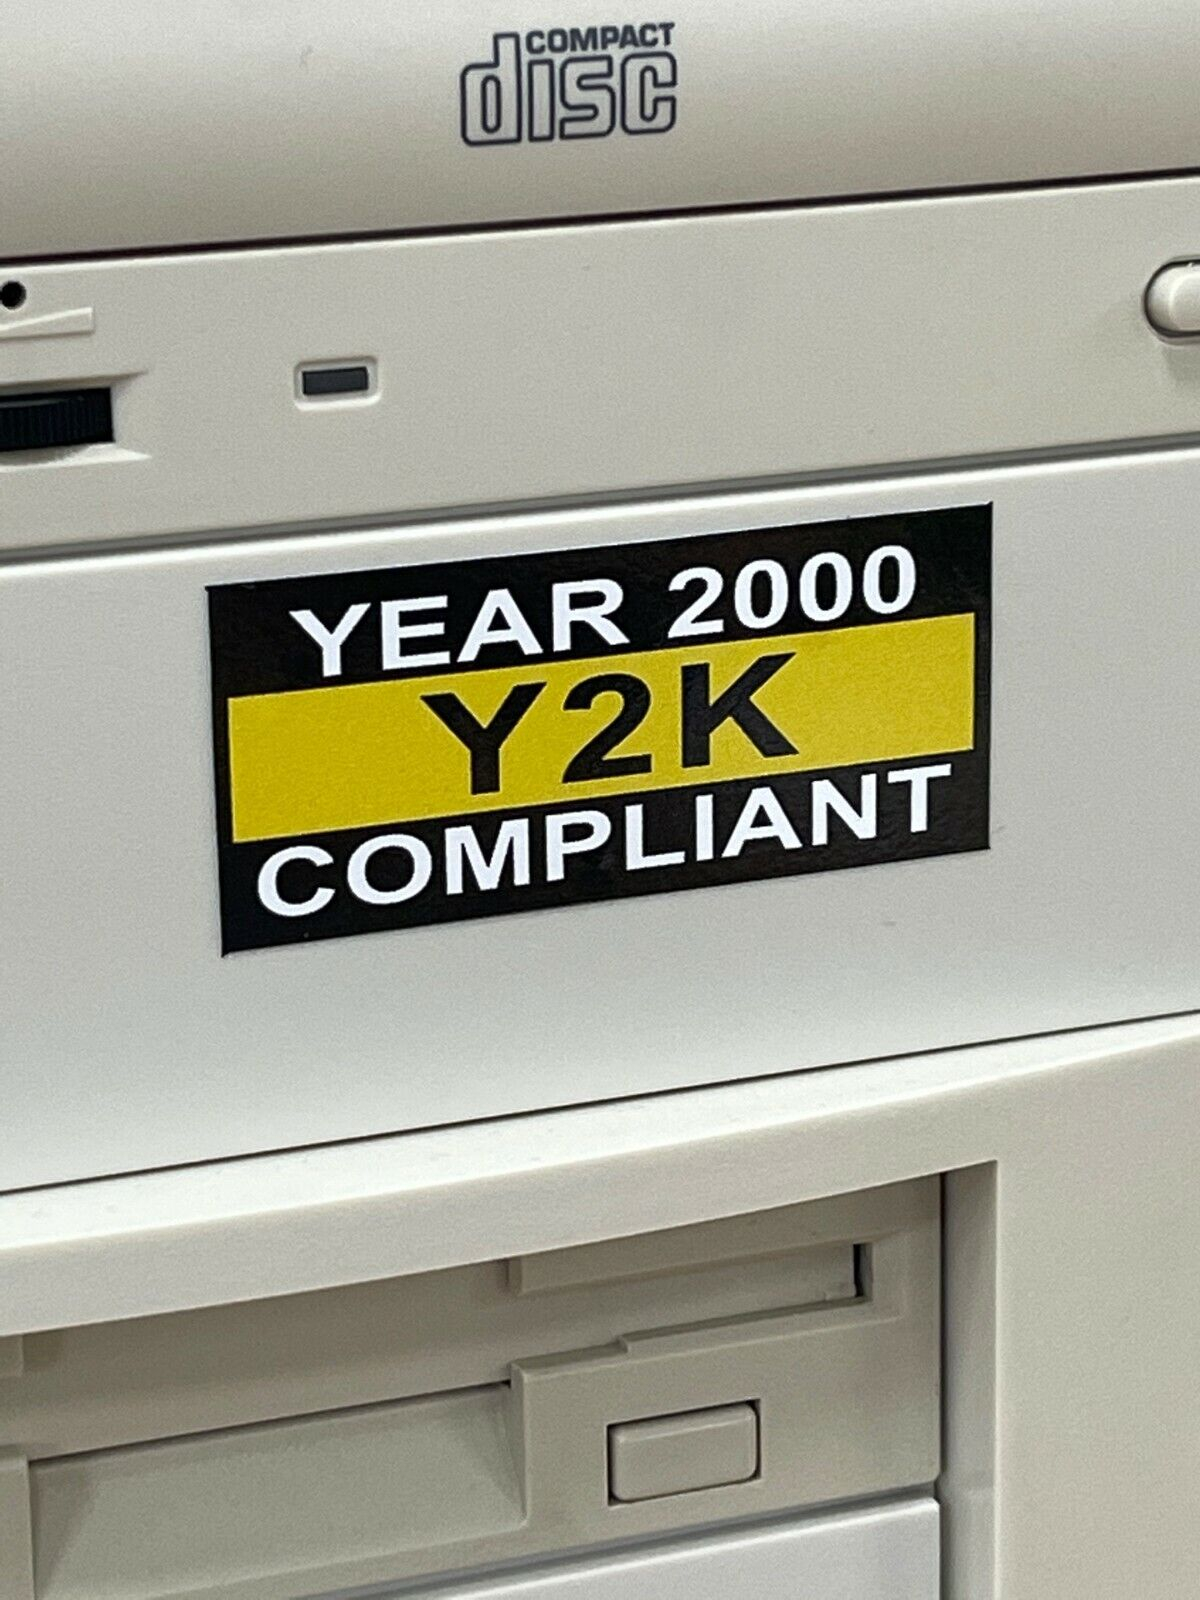 COMPACT
disc
YEAR 2000
Y2K
COMPLIANT